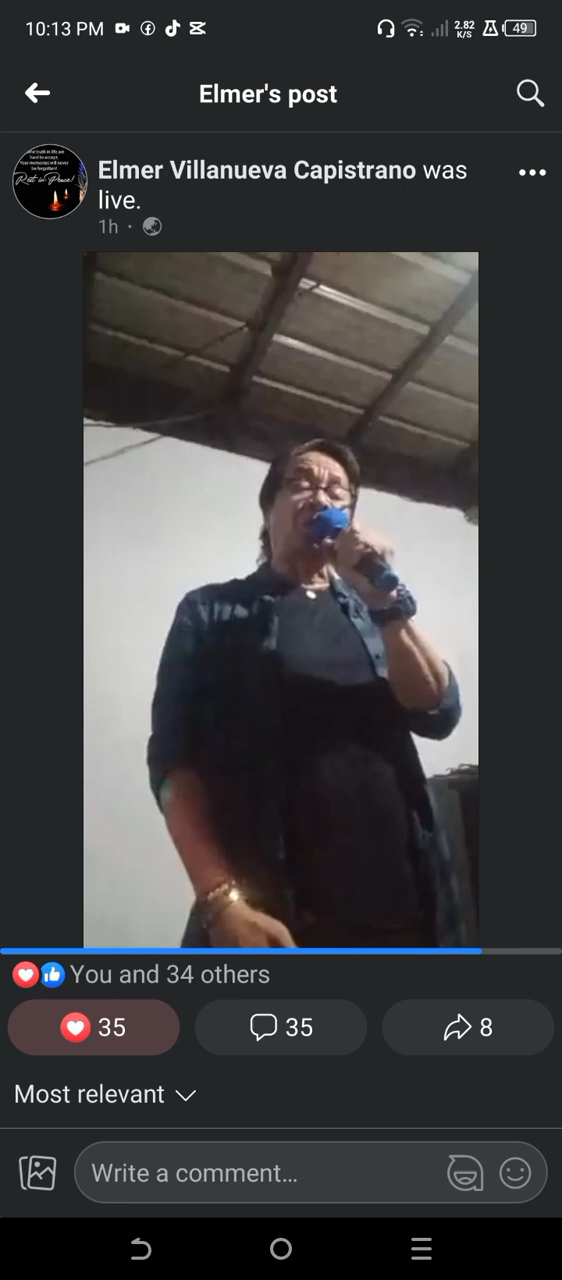 10:13 PM
2.82
K/S
49
Elmer's post
Rest in Peace!
Elmer Villanueva Capistrano was
live.
1h ·
You and 34 others
35
35
8
Most relevant
Write a comment...